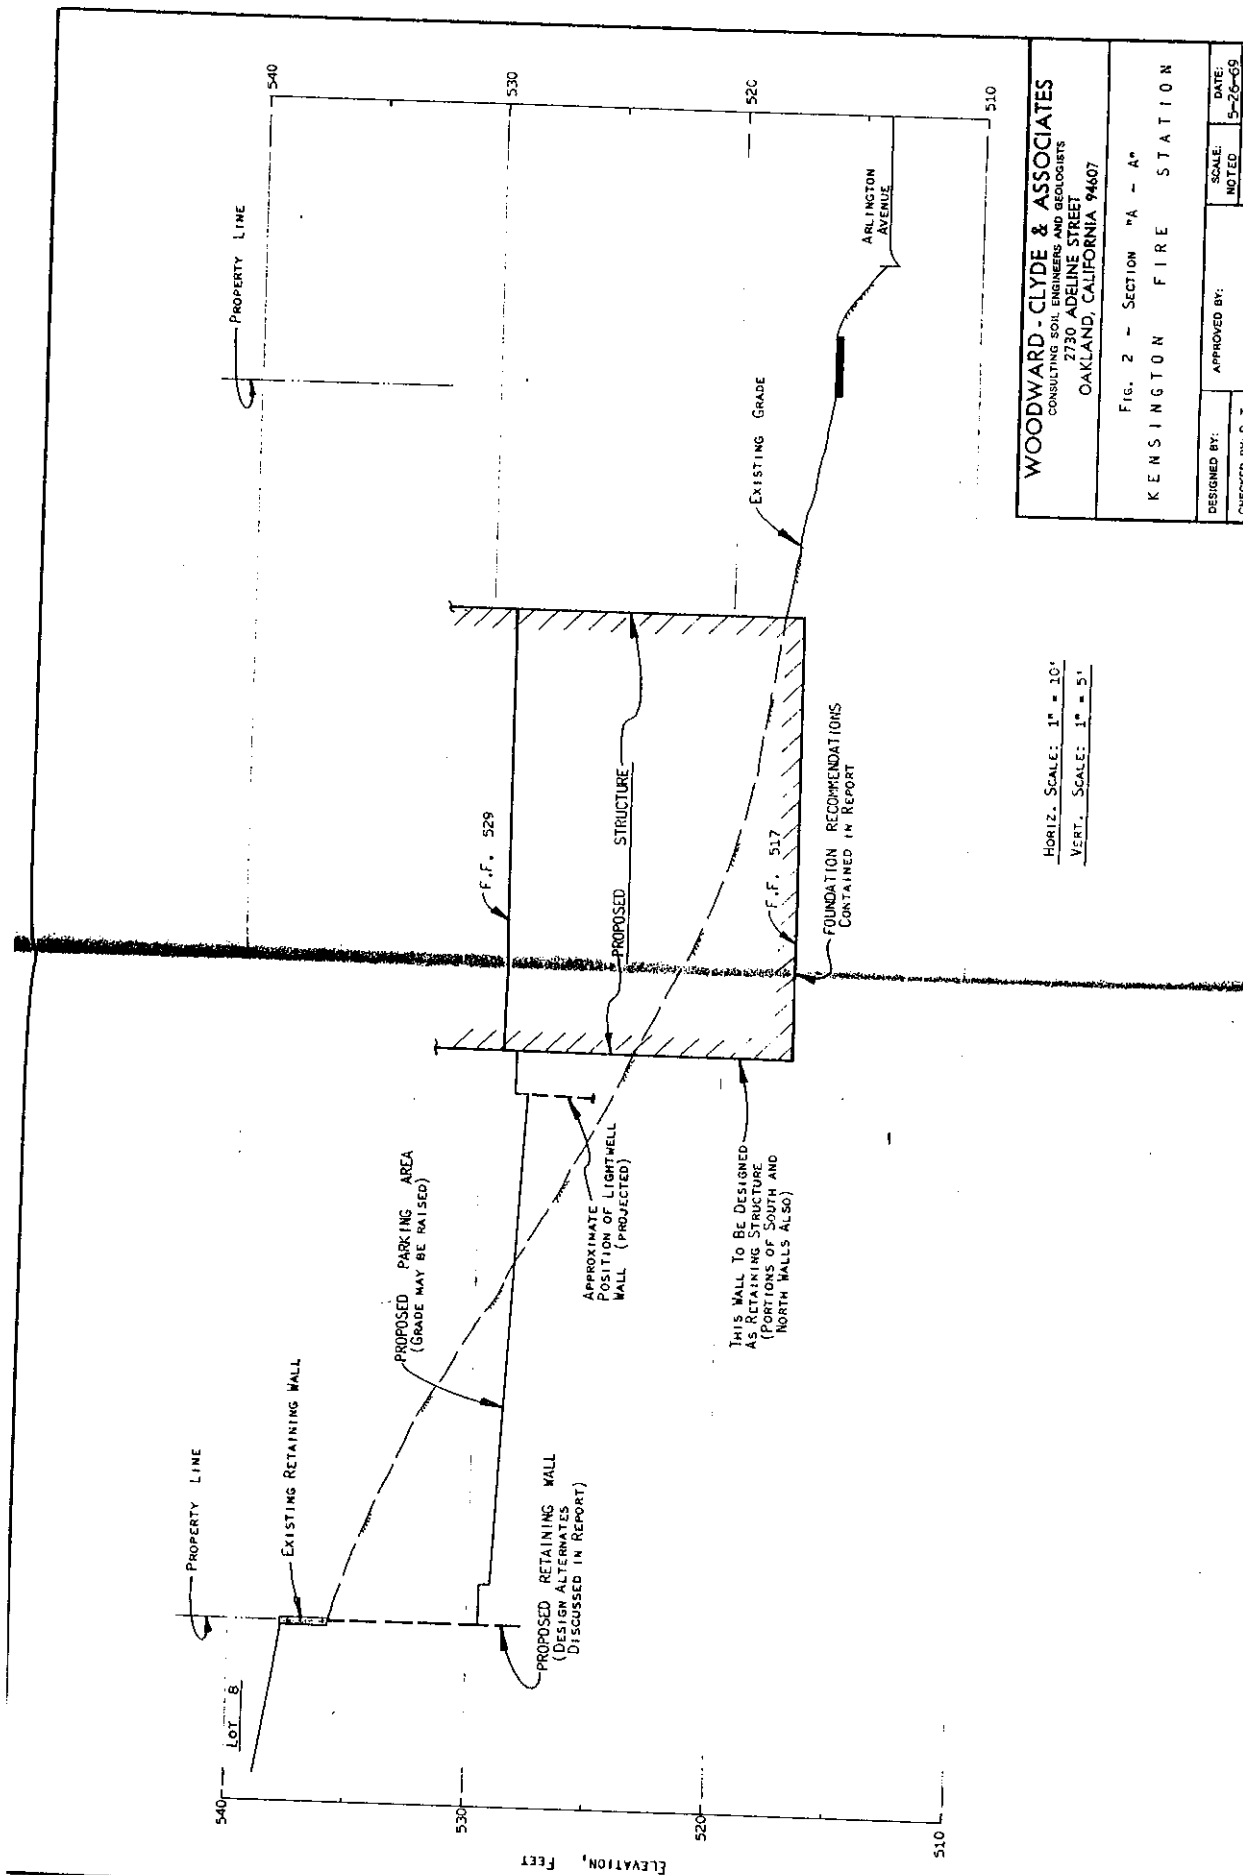 540
530
520
510
ELEVATION, FEET
LOT 8
PROPERTY LINE
EXISTING RETAINING WALL
PROPOSED RETAINING WALL
(DESIGN ALTERNATES
DISCUSSED IN REPORT)
PROPOSED PARKING AREA
(GRADE MAY BE RAISED)
APPROXIMATE
POSITION OF LIGHTWELL
WALL (PROJECTED)
THIS WALL TO BE DESIGNED
AS RETAINING STRUCTURE
(PORTIONS OF SOUTH AND
NORTH WALLS ALSO)
F.F. 529
PROPOSED STRUCTURE
F.F. 517
FOUNDATION RECOMMENDATIONS
CONTAINED IN REPORT
PROPERTY LINE
EXISTING GRADE
ARLINGTON
AVENUE
540
530
520
510
HORIZ. SCALE: 1" = 10'
VERT. SCALE: 1" = 5'
WOODWARD - CLYDE & ASSOCIATES
CONSULTING SOIL ENGINEERS AND GEOLOGISTS
2730 ADELINE STREET
OAKLAND, CALIFORNIA 94607
FIG. 2 - SECTION "A - A"
KENSINGTON FIRE STATION
DESIGNED BY:
APPROVED BY:
SCALE:
NOTED
DATE:
5-26-69